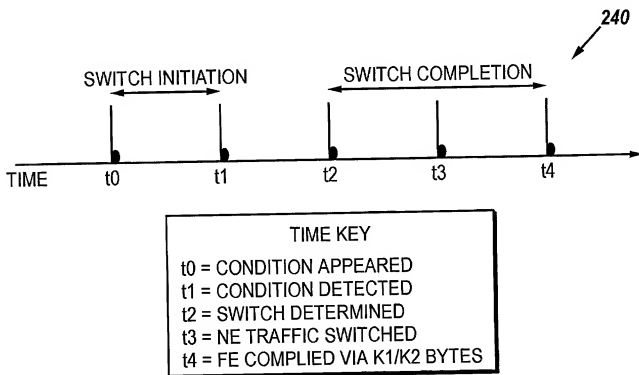 240
SWITCH INITIATION SWITCH COMPLETION
TIME t0 t1 t2 t3 t4
TIME KEY
t0 = CONDITION APPEARED
t1 = CONDITION DETECTED
t2 = SWITCH DETERMINED
t3 = NE TRAFFIC SWITCHED
t4 = FE COMPLIED VIA K1/K2 BYTES